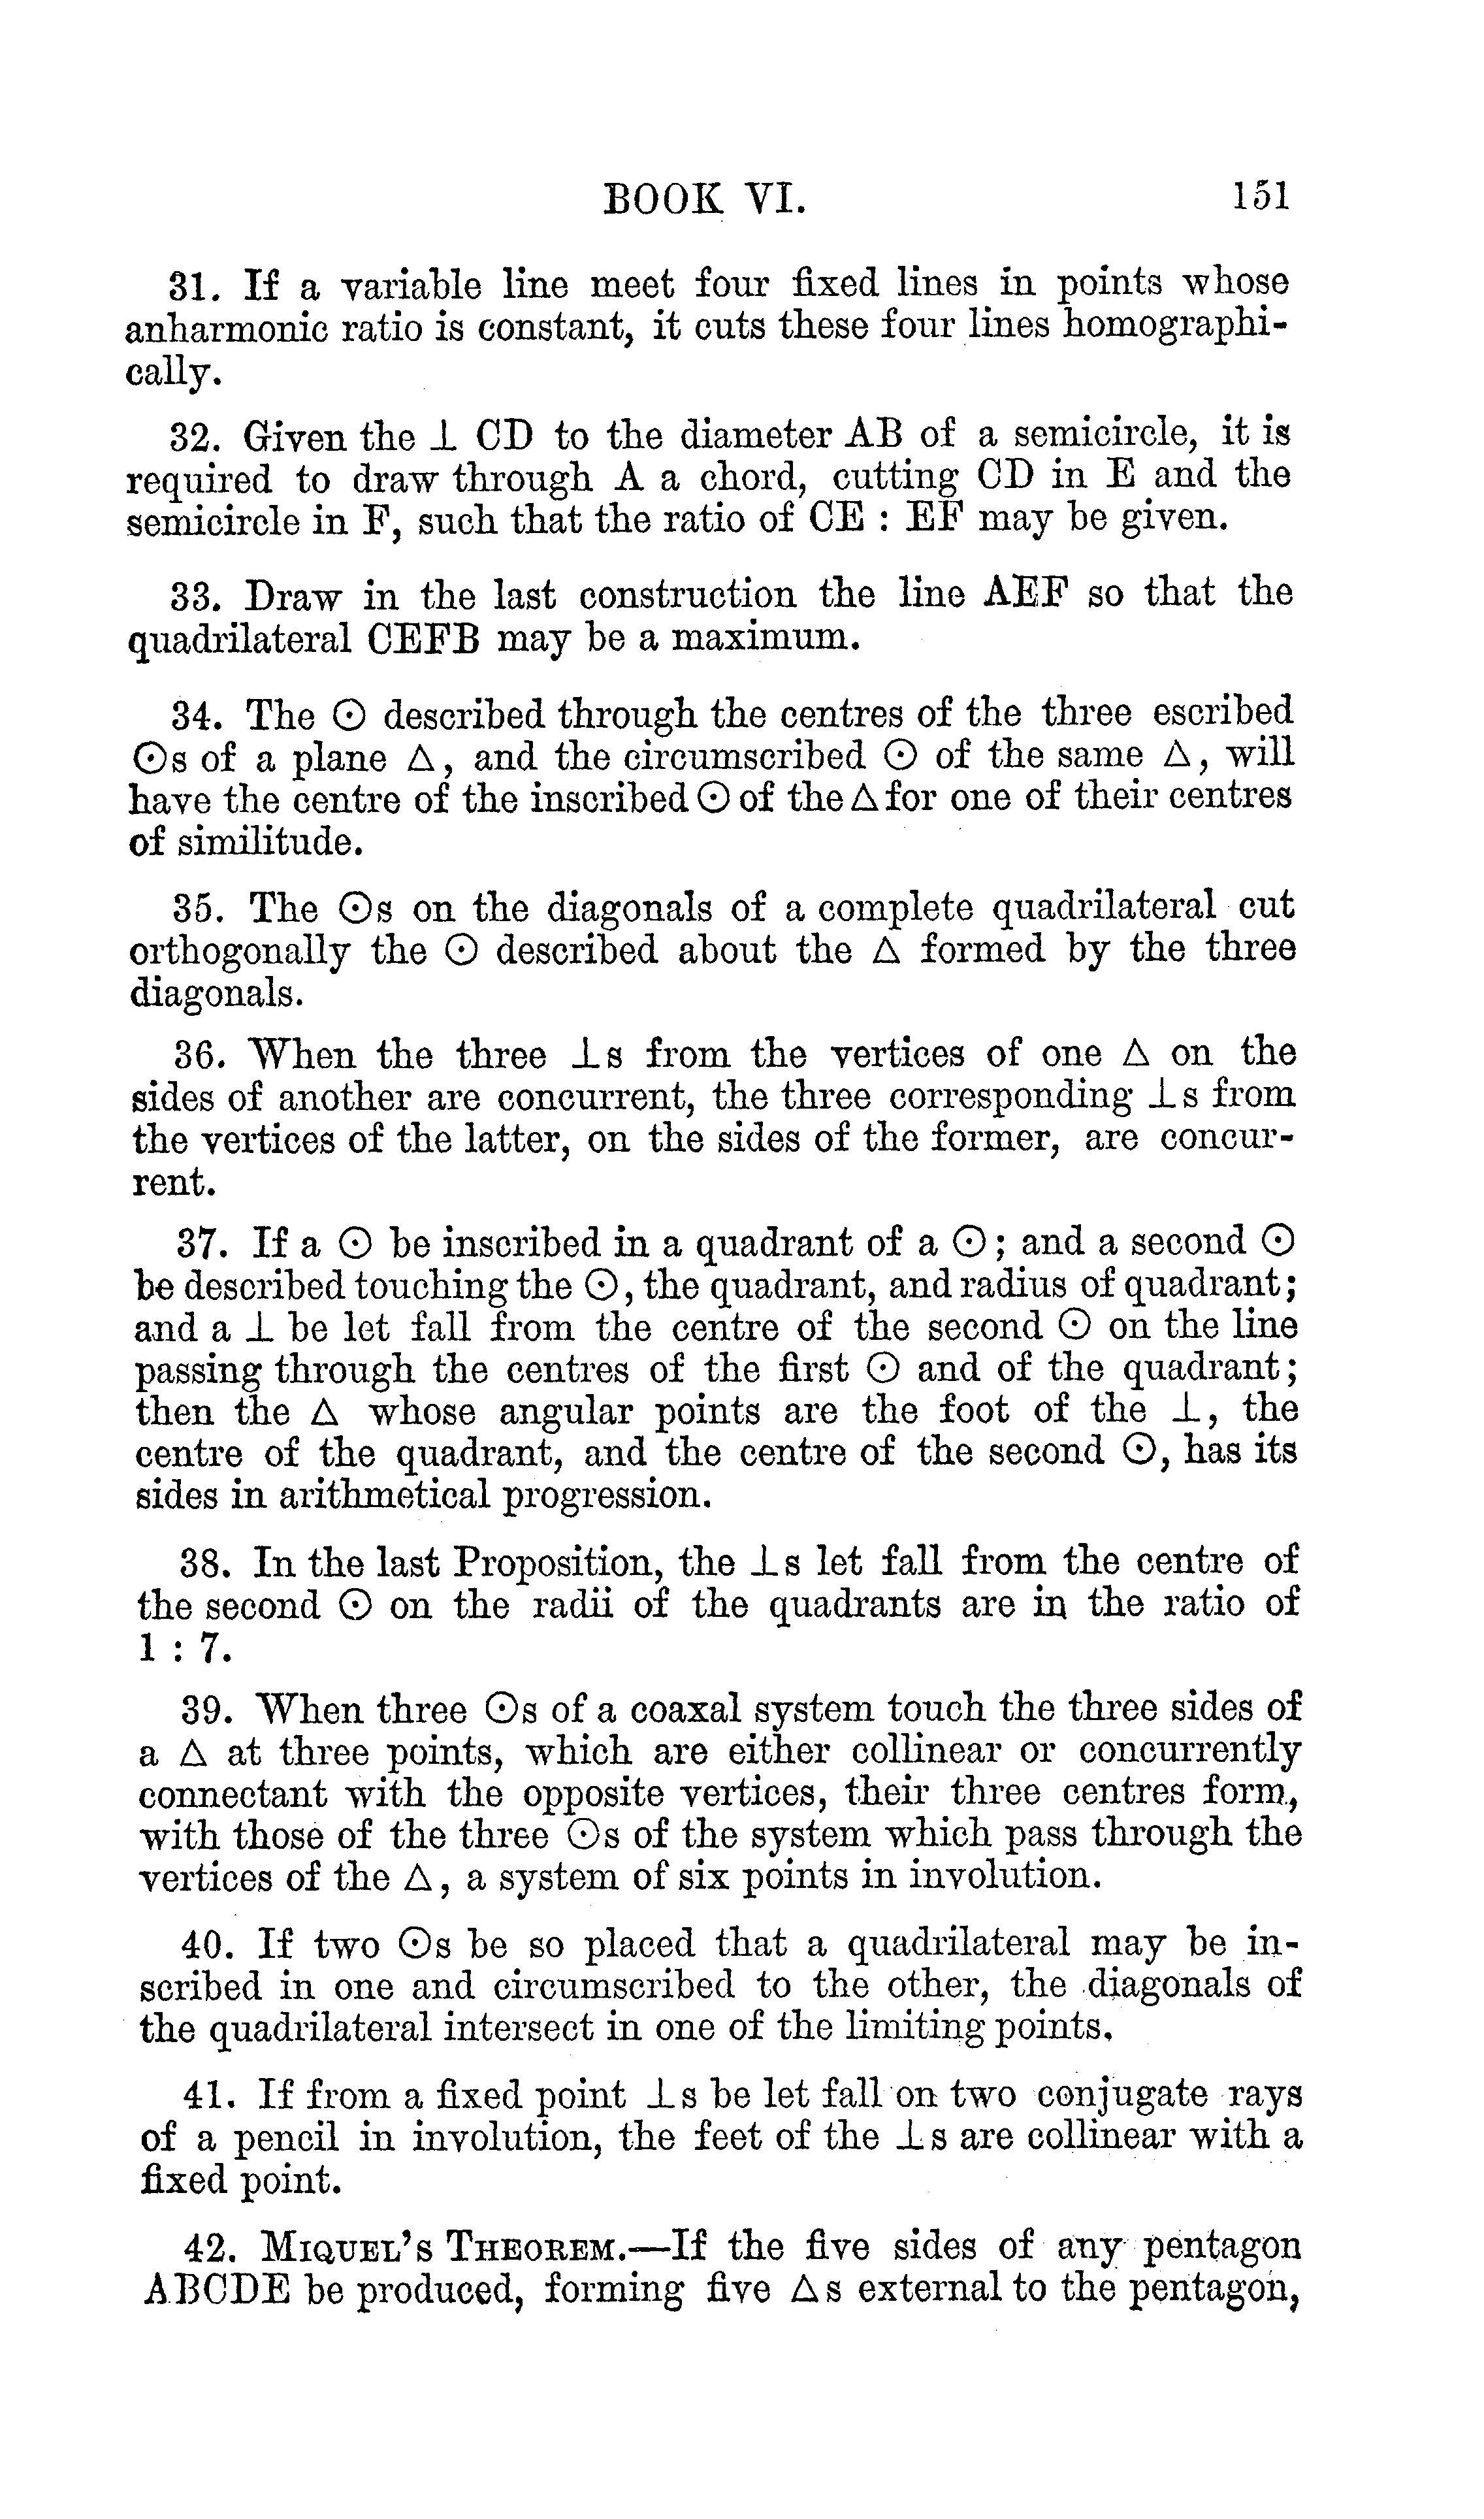 BOOK VI. 151
31. If a variable line meet four fixed lines in points whose
anharmonic ratio is constant, it cuts these four lines homographi-
cally.
32. Given the ⊥ CD to the diameter AB of a semicircle, it is
required to draw through A a chord, cutting CD in E and the
semicircle in F, such that the ratio of CE : EF may be given.
33. Draw in the last construction the line AEF so that the
quadrilateral CEFB may be a maximum.
34. The ⊙ described through the centres of the three escribed
⊙s of a plane △, and the circumscribed ⊙ of the same △, will
have the centre of the inscribed ⊙ of the △ for one of their centres
of similitude.
35. The ⊙s on the diagonals of a complete quadrilateral cut
orthogonally the ⊙ described about the △ formed by the three
diagonals.
36. When the three ⊥s from the vertices of one △ on the
sides of another are concurrent, the three corresponding ⊥s from
the vertices of the latter, on the sides of the former, are concur-
rent.
37. If a ⊙ be inscribed in a quadrant of a ⊙; and a second ⊙
be described touching the ⊙, the quadrant, and radius of quadrant;
and a ⊥ be let fall from the centre of the second ⊙ on the line
passing through the centres of the first ⊙ and of the quadrant;
then the △ whose angular points are the foot of the ⊥, the
centre of the quadrant, and the centre of the second ⊙, has its
sides in arithmetical progression.
38. In the last Proposition, the ⊥s let fall from the centre of
the second ⊙ on the radii of the quadrants are in the ratio of
1 : 7.
39. When three ⊙s of a coaxal system touch the three sides of
a △ at three points, which are either collinear or concurrently
connectant with the opposite vertices, their three centres form,
with those of the three ⊙s of the system which pass through the
vertices of the △, a system of six points in involution.
40. If two ⊙s be so placed that a quadrilateral may be in-
scribed in one and circumscribed to the other, the diagonals of
the quadrilateral intersect in one of the limiting points.
41. If from a fixed point ⊥s be let fall on two conjugate rays
of a pencil in involution, the feet of the ⊥s are collinear with a
fixed point.
42. MIQUEL'S THEOREM.—If the five sides of any pentagon
ABCDE be produced, forming five △s external to the pentagon,